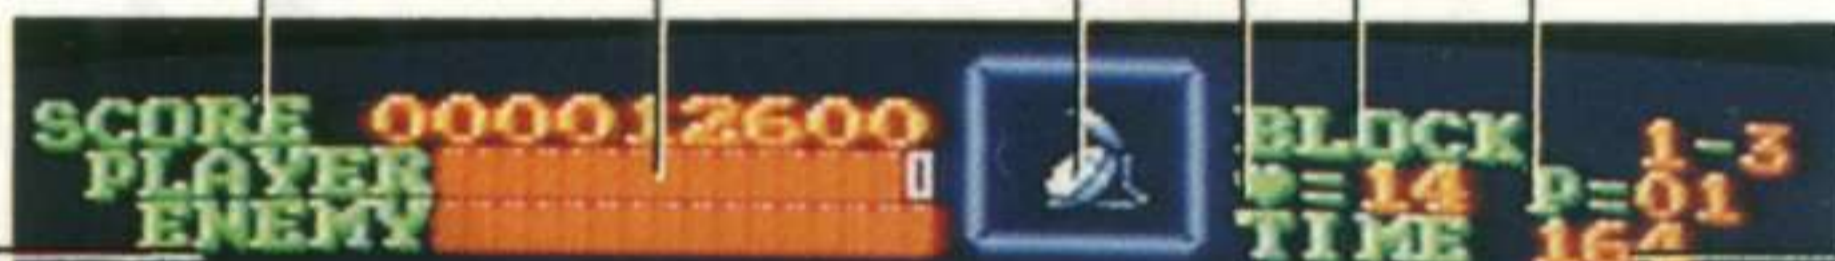 SCORE 000012600
PLAYER
ENEMY
BLOCK 1-3
♥=14 P=01
TIME 164